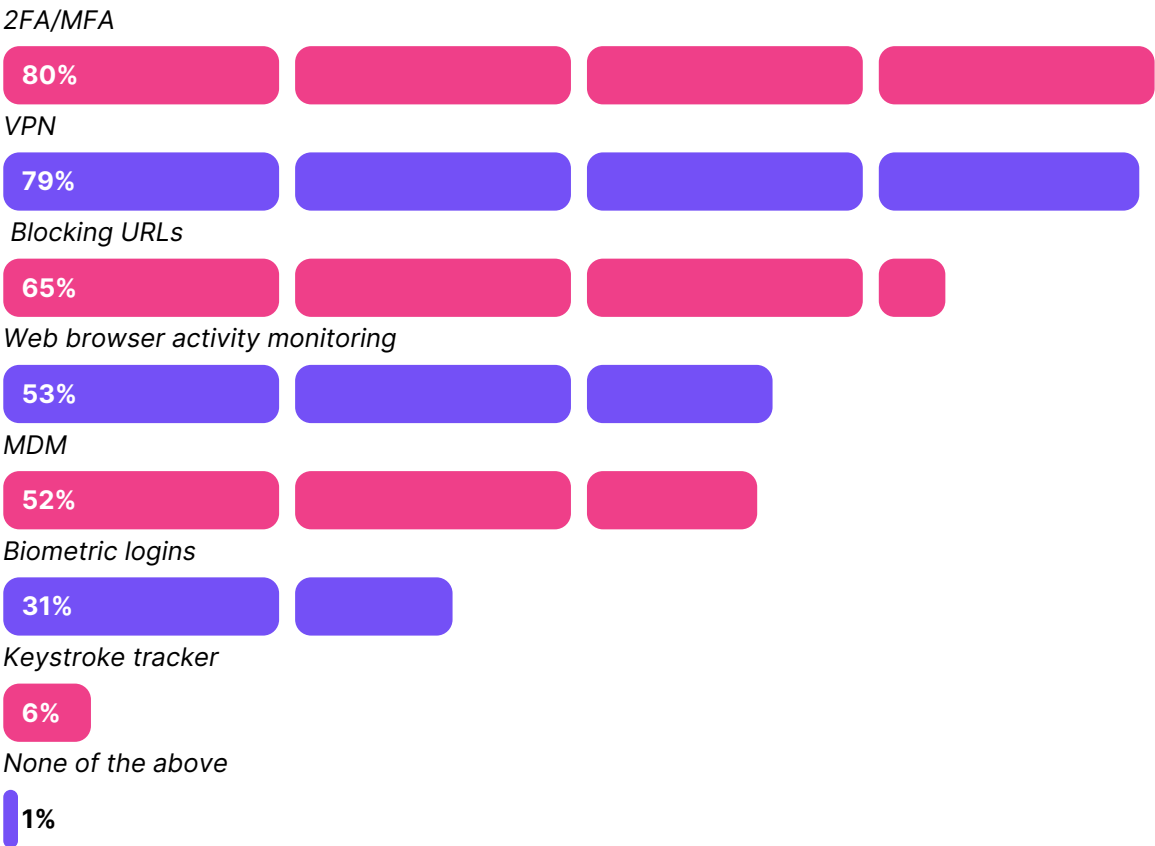 2FA/MFA
80%
VPN
79%
Blocking URLs
65%
Web browser activity monitoring
53%
MDM
52%
Biometric logins
31%
Keystroke tracker
6%
None of the above
1%